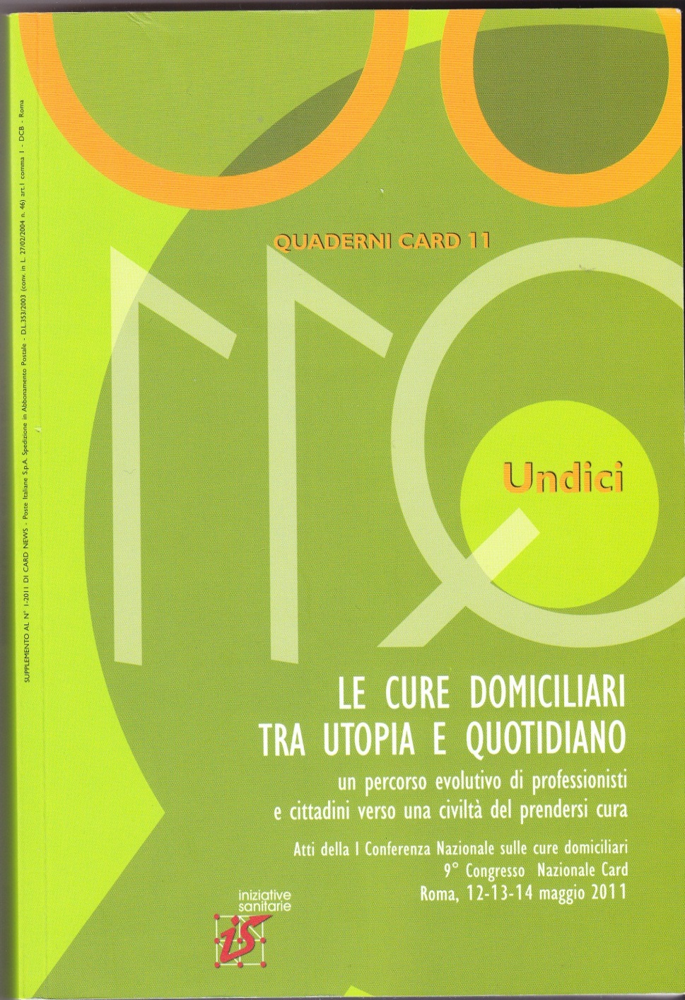 SUPPLEMENTO AL N° 1-2011 DI CARD NEWS - Poste Italiane S.p.A. Spedizione in Abbonamento Postale - D.L.353/2003 (conv. in L. 27/02/2004 n. 46) art.1 comma 1 - DCB - Roma
QUADERNI CARD 11
11Q
Undici
LE CURE DOMICILIARI
TRA UTOPIA E QUOTIDIANO
un percorso evolutivo di professionisti
e cittadini verso una civiltà del prendersi cura
Atti della I Conferenza Nazionale sulle cure domiciliari
9° Congresso Nazionale Card
Roma, 12-13-14 maggio 2011
iniziative
sanitarie
is